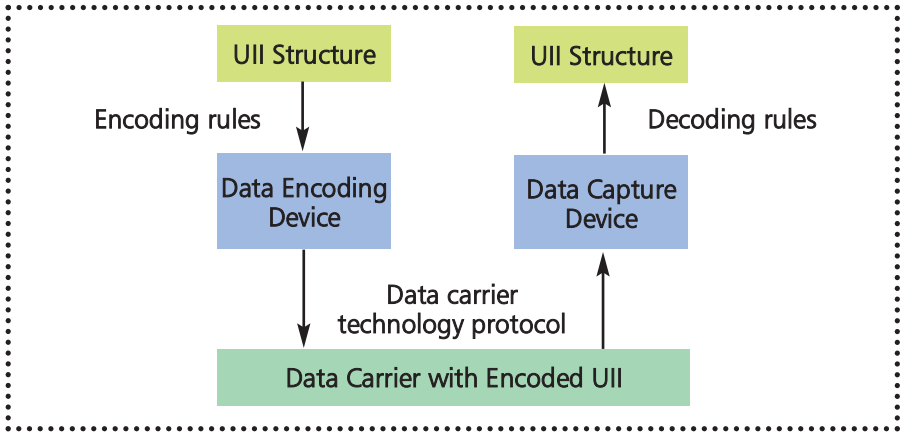 UII Structure
UII Structure
Encoding rules
Decoding rules
Data Encoding
Device
Data Capture
Device
Data carrier
technology protocol
Data Carrier with Encoded UII